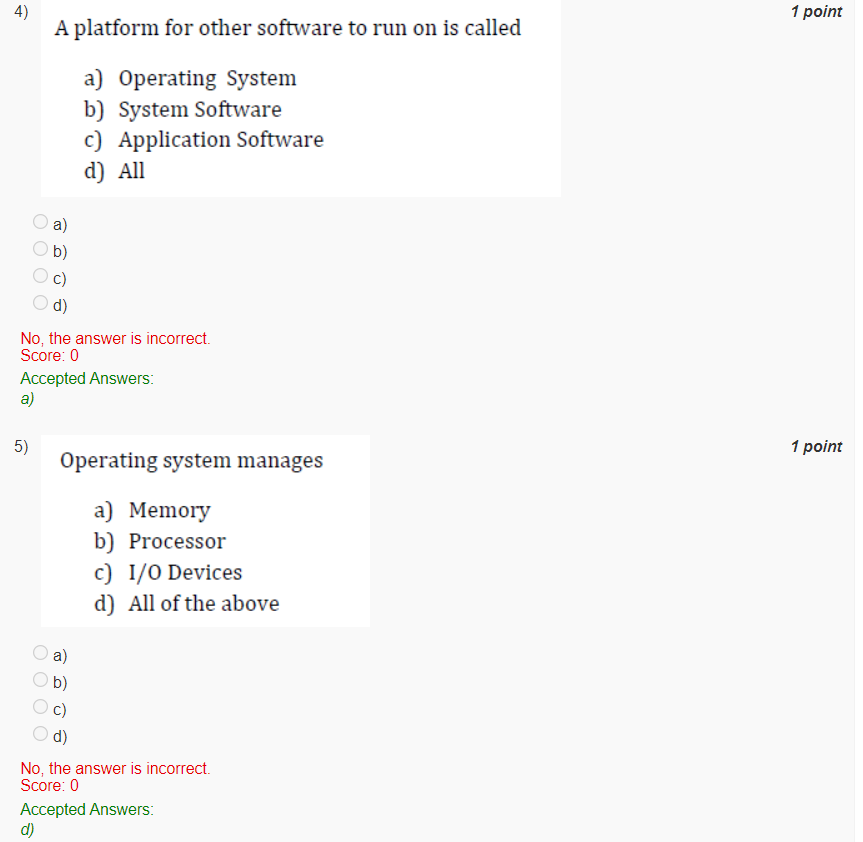 4)
1 point
A platform for other software to run on is called
a) Operating System
b) System Software
c) Application Software
d) All
a)
b)
c)
d)
No, the answer is incorrect.
Score: 0
Accepted Answers:
a)
5)
1 point
Operating system manages
a) Memory
b) Processor
c) I/O Devices
d) All of the above
a)
b)
c)
d)
No, the answer is incorrect.
Score: 0
Accepted Answers:
d)